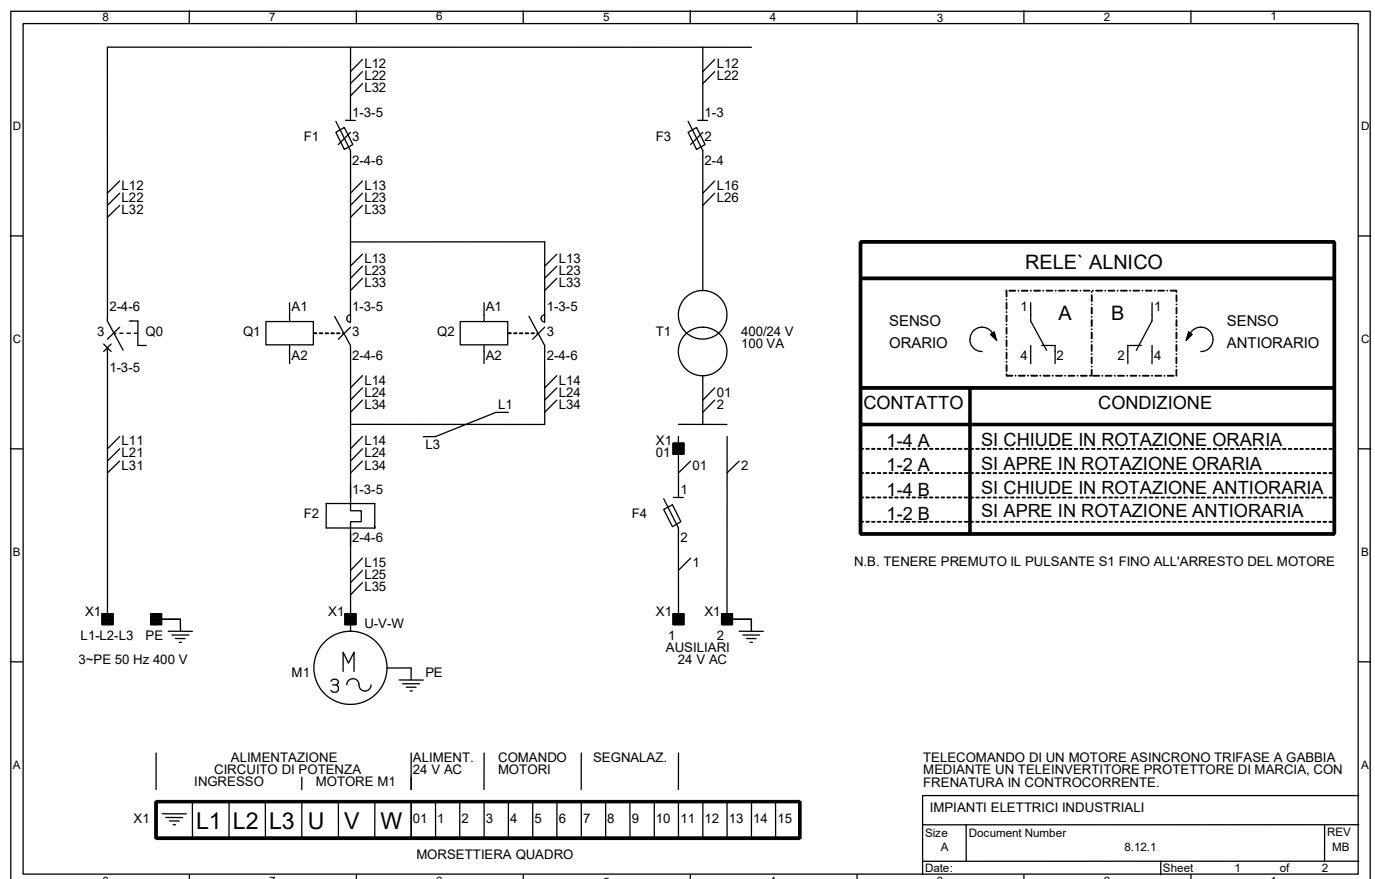 8 7 6 5 4 3 2 1
D
D
C
C
B
B
A
A
L12
L22
L32
1-3-5
F1
3
2-4-6
L13
L23
L33
L12
L22
1-3
F3
2
2-4
L16
L26
L12
L22
L32
2-4-6
3
Q0
1-3-5
L11
L21
L31
X1
L1-L2-L3 PE
3~PE 50 Hz 400 V
L13
L23
L33
A1
1-3-5
Q1
3
A2
2-4-6
L14
L24
L34
L13
L23
L33
A1
1-3-5
Q2
3
A2
2-4-6
L14
L24
L34
L1
L3
L14
L24
L34
1-3-5
F2
2-4-6
L15
L25
L35
X1
U-V-W
M
3
M1
PE
T1
400/24 V
100 VA
01
2
X1
01
01
2
1
F4
2
1
X1
X1
1
2
AUSILIARI
24 V AC
RELE` ALNICO
SENSO
ORARIO
1
A
4
2
B
1
2
4
SENSO
ANTIORARIO
CONTATTO CONDIZIONE
1-4 A SI CHIUDE IN ROTAZIONE ORARIA
1-2 A SI APRE IN ROTAZIONE ORARIA
1-4 B SI CHIUDE IN ROTAZIONE ANTIORARIA
1-2 B SI APRE IN ROTAZIONE ANTIORARIA
N.B. TENERE PREMUTO IL PULSANTE S1 FINO ALL'ARRESTO DEL MOTORE
ALIMENTAZIONE
CIRCUITO DI POTENZA
INGRESSO MOTORE M1
ALIMENT.
24 V AC
COMANDO
MOTORI
SEGNALAZ.
X1 L1 L2 L3 U V W 01 1 2 3 4 5 6 7 8 9 10 11 12 13 14 15
MORSETTIERA QUADRO
TELECOMANDO DI UN MOTORE ASINCRONO TRIFASE A GABBIA
MEDIANTE UN TELEINVERTITORE PROTETTORE DI MARCIA, CON
FRENATURA IN CONTROCORRENTE.
IMPIANTI ELETTRICI INDUSTRIALI
Size Document Number REV
A 8.12.1 MB
Date: Sheet 1 of 2